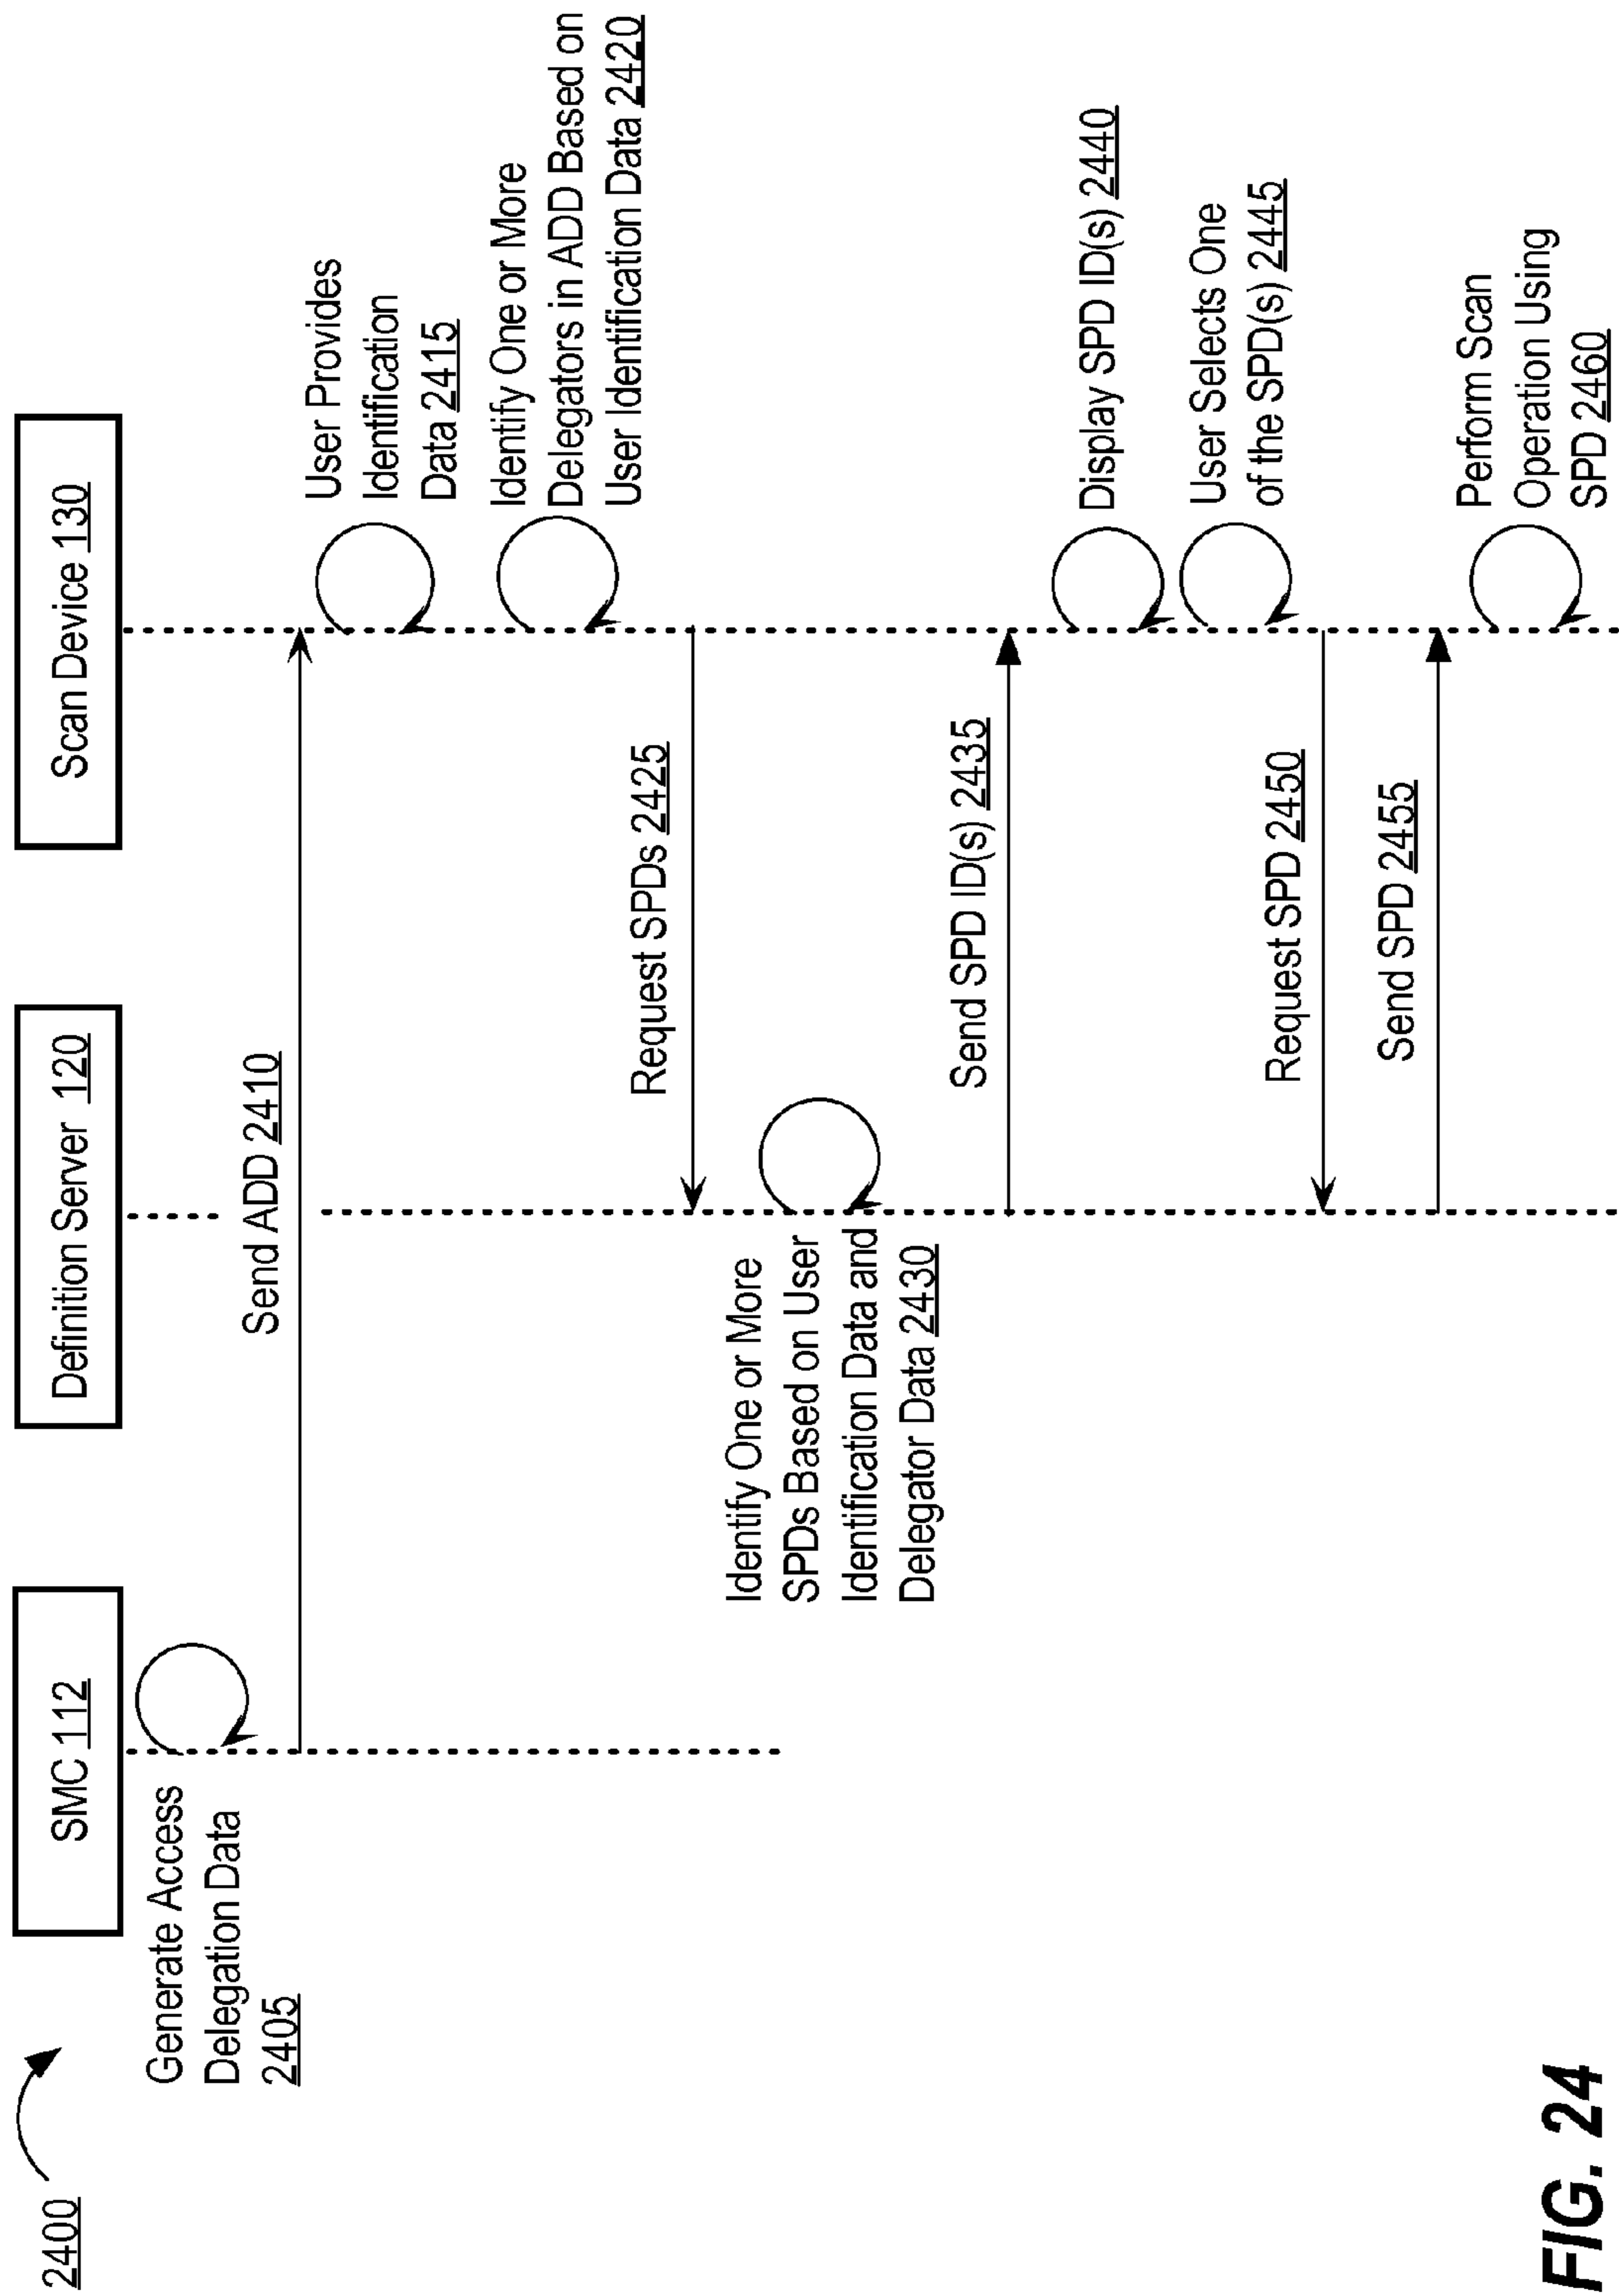 2400
SMC 112
Definition Server 120
Scan Device 130
Generate Access
Delegation Data
2405
Send ADD 2410
User Provides
Identification
Data 2415
Identify One or More
Delegators in ADD Based on
User Identification Data 2420
Request SPDs 2425
Identify One or More
SPDs Based on User
Identification Data and
Delegator Data 2430
Send SPD ID(s) 2435
Display SPD ID(s) 2440
User Selects One
of the SPD(s) 2445
Request SPD 2450
Send SPD 2455
Perform Scan
Operation Using
SPD 2460
FIG. 24